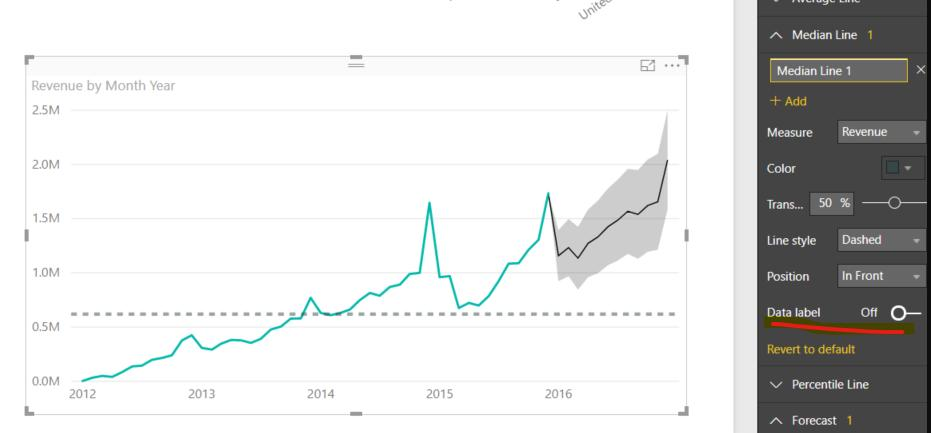 United
Average Line
Median Line 1
Median Line 1 ×
+ Add
Measure Revenue
Color
Trans... 50 %
Line style Dashed
Position In Front
Data label Off
Revert to default
Percentile Line
Forecast 1
Revenue by Month Year
2.5M
2.0M
1.5M
1.0M
0.5M
0.0M
2012 2013 2014 2015 2016